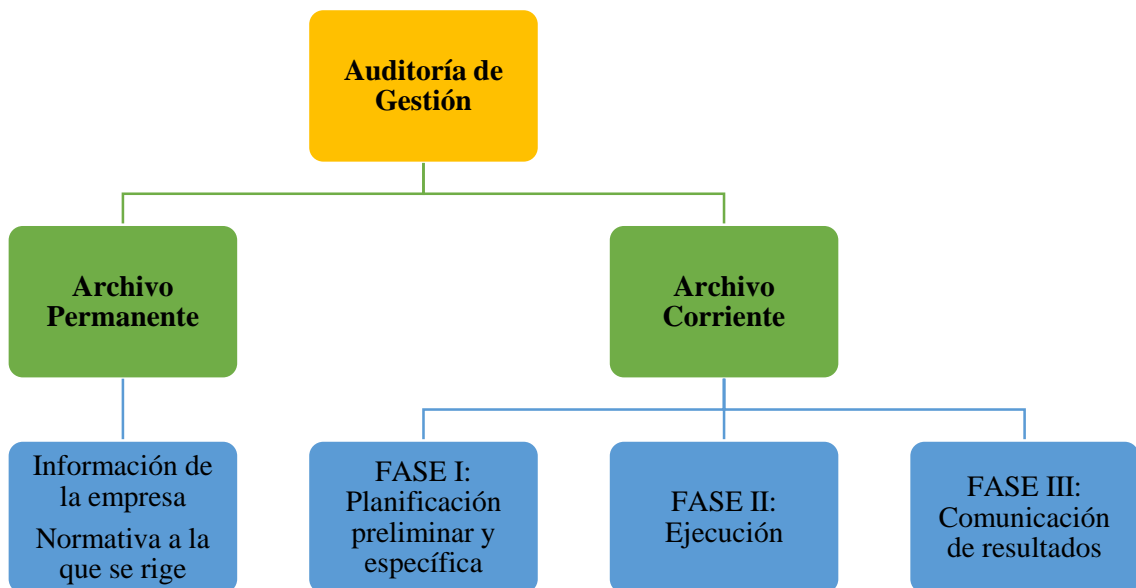 Auditoría de
Gestión
Archivo
Permanente
Archivo
Corriente
Información de
la empresa
Normativa a la
que se rige
FASE I:
Planificación
preliminar y
específica
FASE II:
Ejecución
FASE III:
Comunicación
de resultados